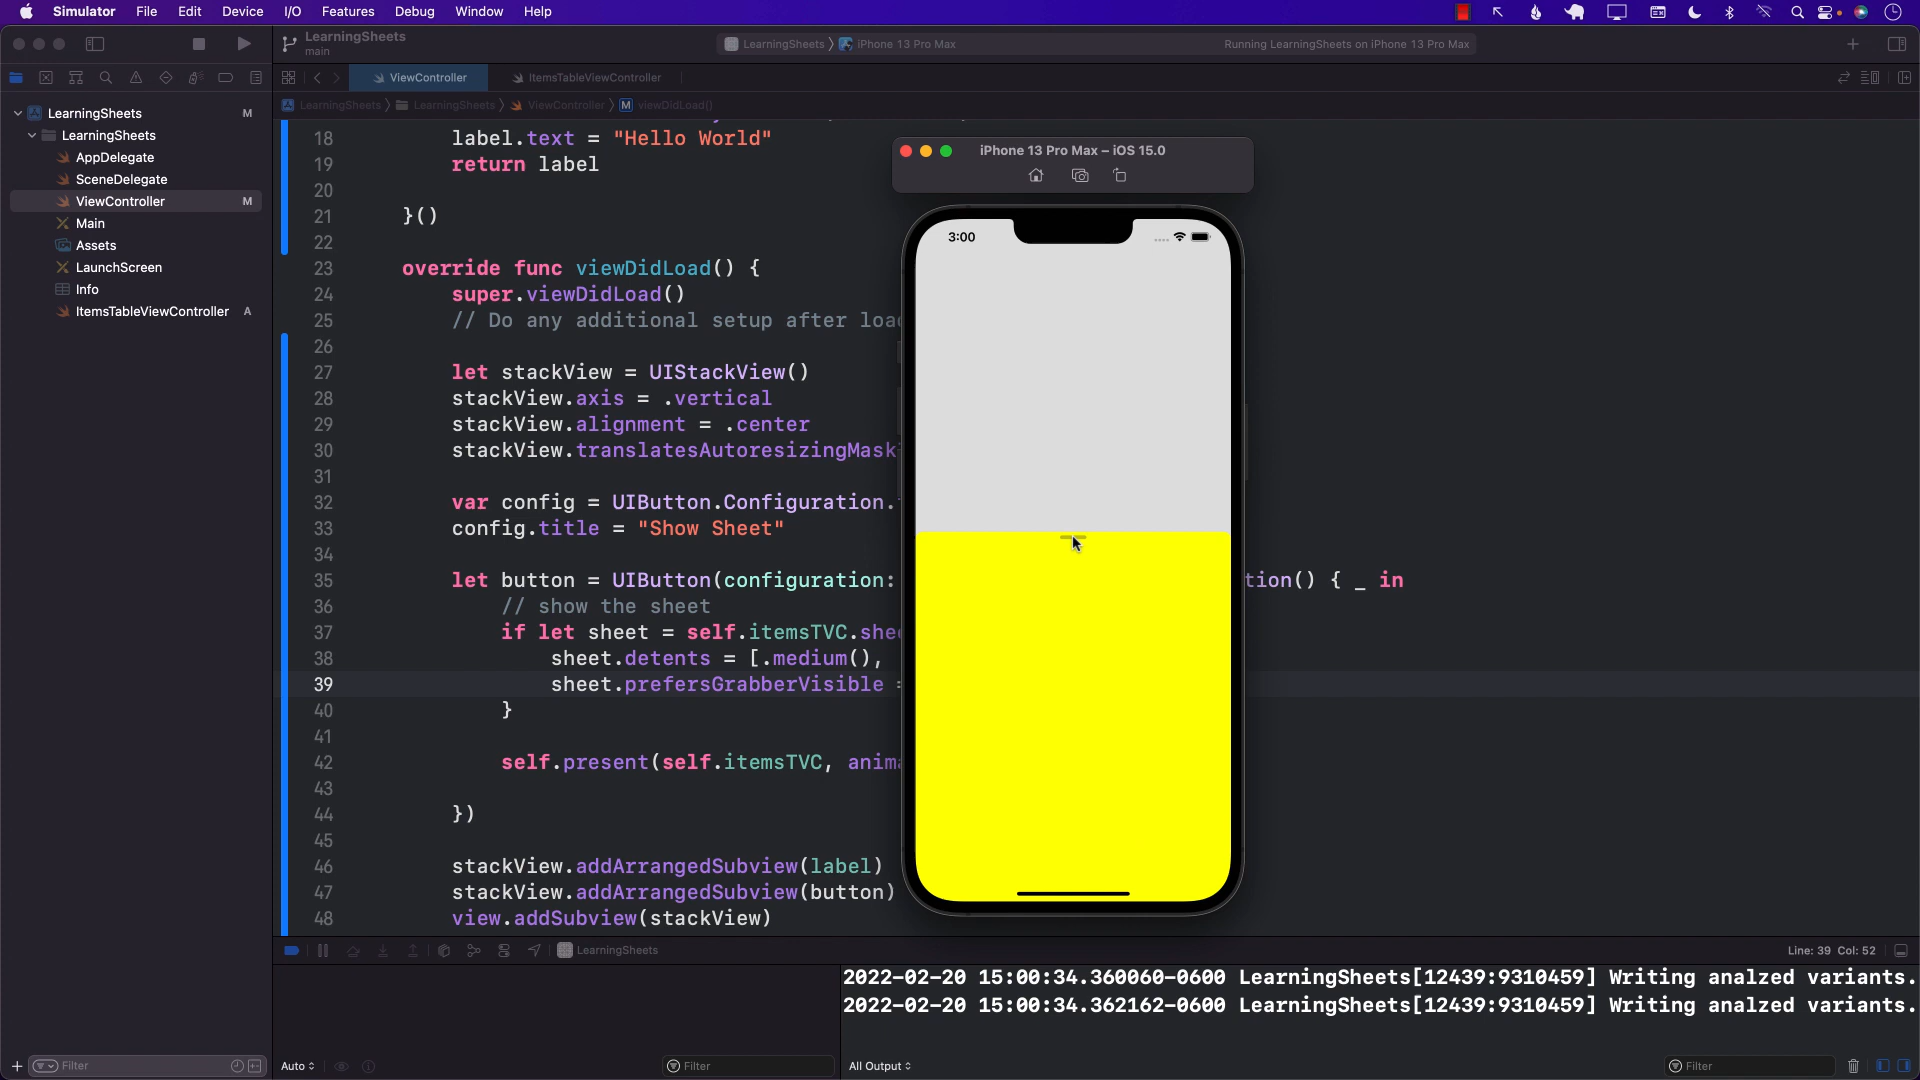 Simulator File Edit Device I/O Features Debug Window Help
LearningSheets
main
LearningSheets iPhone 13 Pro Max
Running LearningSheets on iPhone 13 Pro Max
ViewController
ItemsTableViewController
LearningSheets LearningSheets ViewController M viewDidLoad()
LearningSheets M
LearningSheets
AppDelegate
SceneDelegate
ViewController M
Main
Assets
LaunchScreen
Info
ItemsTableViewController A
18 label.text = "Hello World"
19 return label
20
21 }()
22
23 override func viewDidLoad() {
24 super.viewDidLoad()
25 // Do any additional setup after loa
26
27 let stackView = UIStackView()
28 stackView.axis = .vertical
29 stackView.alignment = .center
30 stackView.translatesAutoresizingMask
31
32 var config = UIButton.Configuration.
33 config.title = "Show Sheet"
34
35 let button = UIButton(configuration: tion() { _ in
36 // show the sheet
37 if let sheet = self.itemsTVC.shee
38 sheet.detents = [.medium(),
39 sheet.prefersGrabberVisible =
40 }
41
42 self.present(self.itemsTVC, anima
43
44 })
45
46 stackView.addArrangedSubview(label)
47 stackView.addArrangedSubview(button)
48 view.addSubview(stackView)
iPhone 13 Pro Max – iOS 15.0
3:00
LearningSheets
Line: 39 Col: 52
2022-02-20 15:00:34.360060-0600 LearningSheets[12439:9310459] Writing analzed variants.
2022-02-20 15:00:34.362162-0600 LearningSheets[12439:9310459] Writing analzed variants.
Filter
Auto
Filter
All Output
Filter